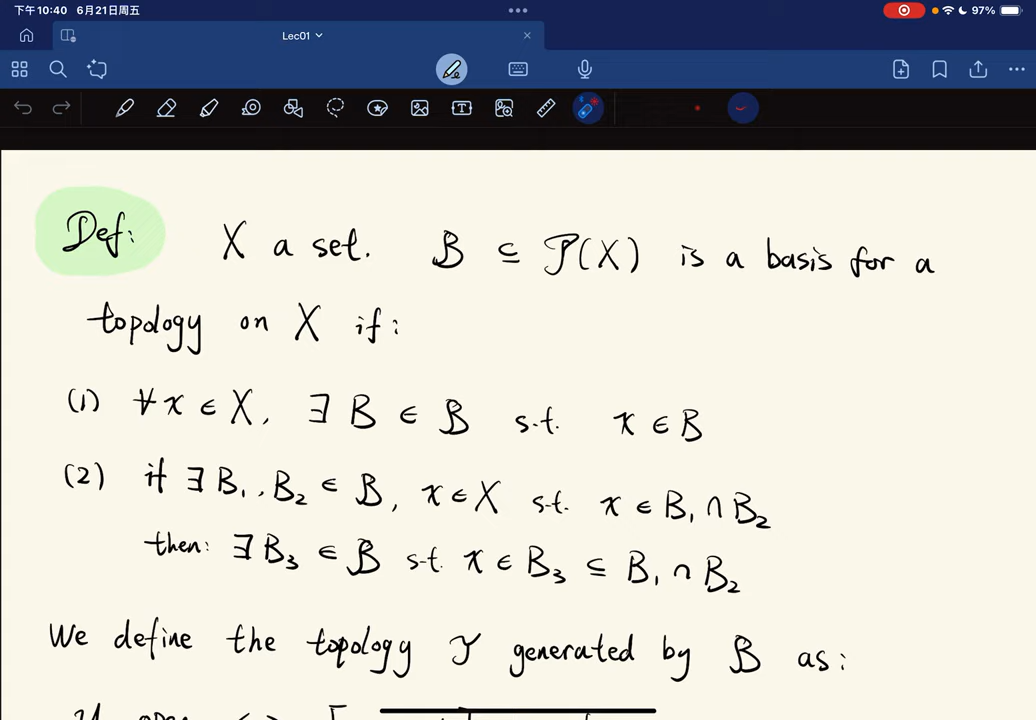 下午10:40 6月21日周五
97%
Lec01
Def: X a set. ℬ ⊆ 𝒫(X) is a basis for a
topology on X if:
(1) ∀x ∈ X, ∃ B ∈ ℬ s.t. x ∈ B
(2) if ∃ B₁, B₂ ∈ ℬ, x ∈ X s.t. x ∈ B₁ ∩ B₂
then: ∃ B₃ ∈ ℬ s.t. x ∈ B₃ ⊆ B₁ ∩ B₂
We define the topology 𝒯 generated by ℬ as: